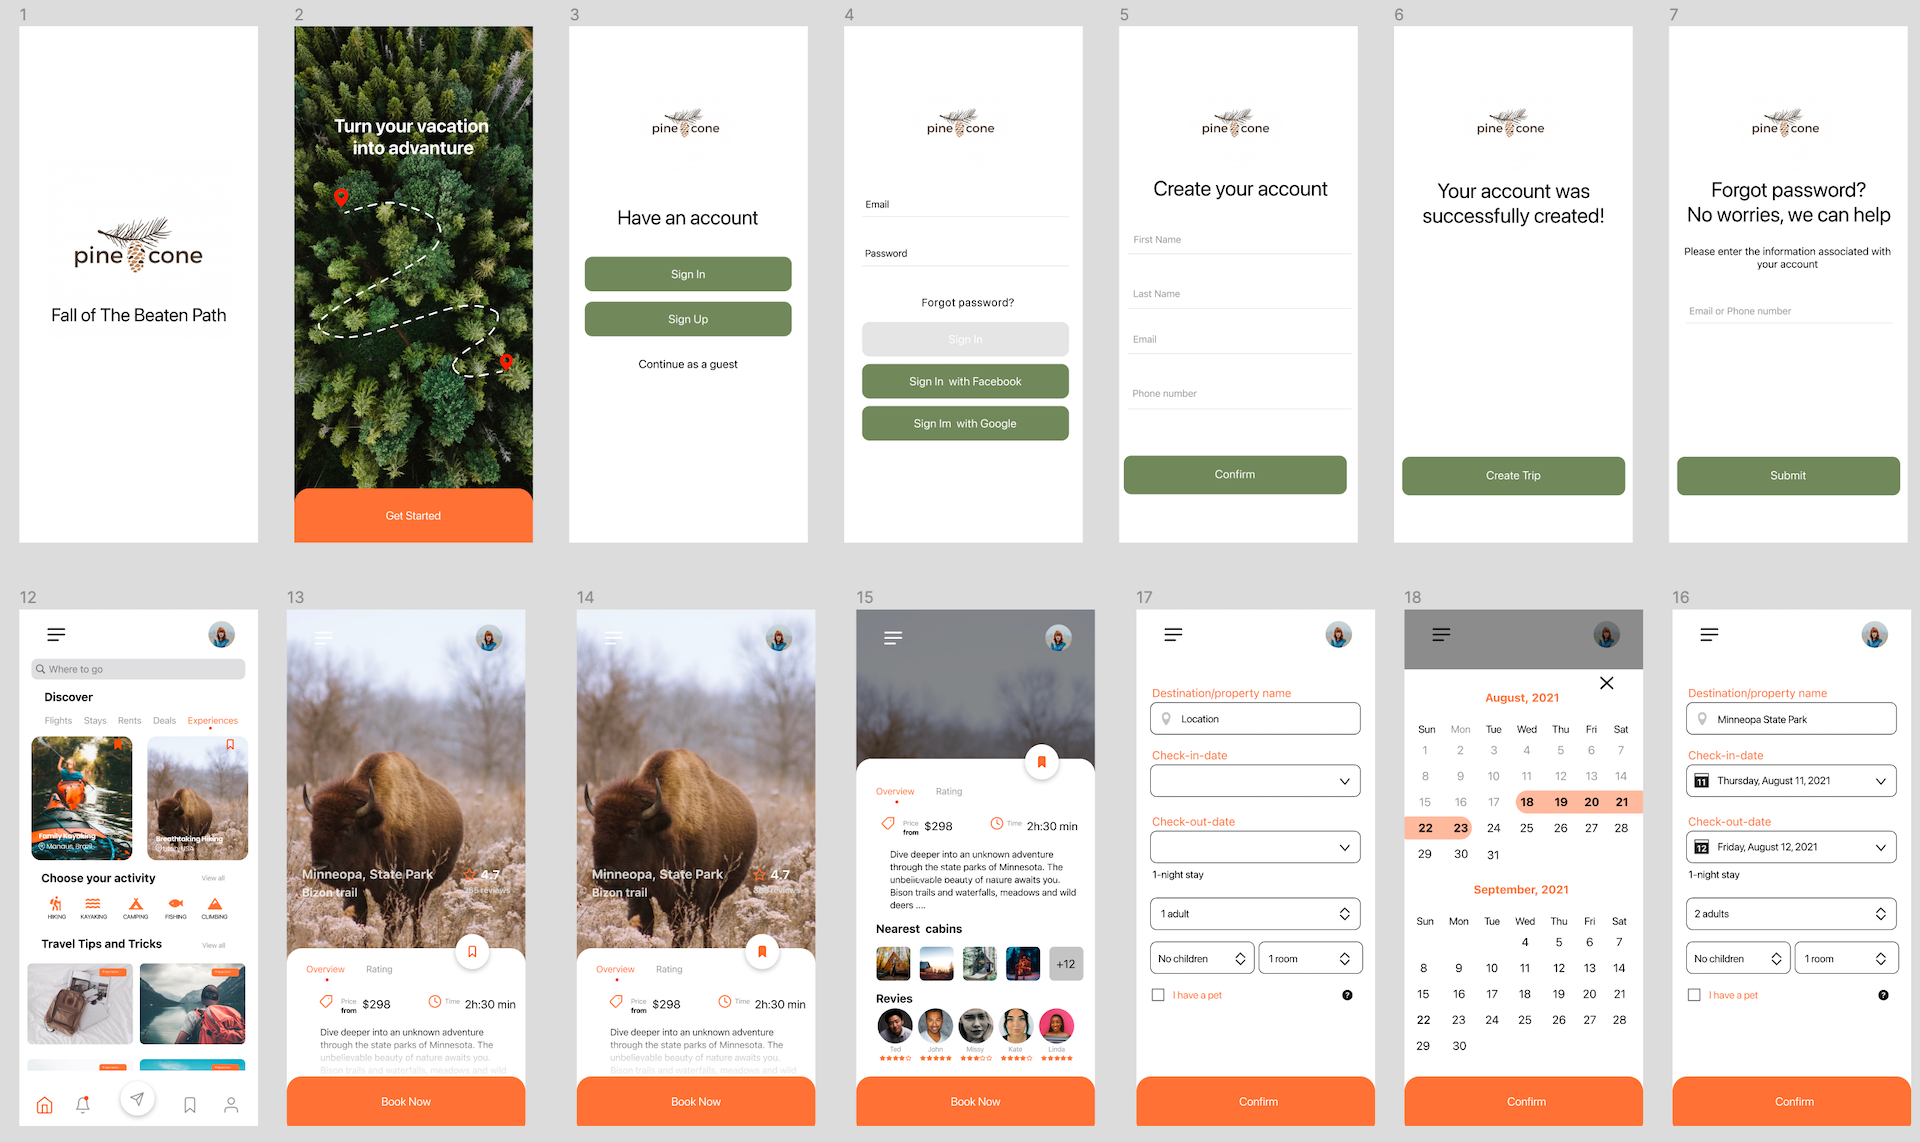 1
pine cone
Fall of The Beaten Path
2
Turn your vacation
into advanture
Get Started
3
pine cone
Have an account
Sign In
Sign Up
Continue as a guest
4
pine cone
Email
Password
Forgot password?
Sign In
Sign In with Facebook
Sign Im with Google
5
pine cone
Create your account
First Name
Last Name
Email
Phone number
Confirm
6
pine cone
Your account was
successfully created!
Create Trip
7
pine cone
Forgot password?
No worries, we can help
Please enter the information associated with
your account
Email or Phone number
Submit
12
Where to go
Discover
Flights Stays Rents Deals Experiences
Family Kayaking
Manaus, Brazil
Breathtaking Hiking
Utah, USA
Choose your activity View all
HIKING KAYAKING CAMPING FISHING CLIMBING
Travel Tips and Tricks View all
13
Minneopa, State Park 4.7
Bizon trail reviews
Overview Rating
Price from $298 Time 2h:30 min
Dive deeper into an unknown adventure
through the state parks of Minnesota. The
unbelievable beauty of nature awaits you.
Bison trails and waterfalls, meadows and wild
Book Now
14
Minneopa, State Park 4.7
Bizon trail reviews
Overview Rating
Price from $298 Time 2h:30 min
Dive deeper into an unknown adventure
through the state parks of Minnesota. The
unbelievable beauty of nature awaits you.
Bison trails and waterfalls, meadows and wild
Book Now
15
Overview Rating
Price from $298 Time 2h:30 min
Dive deeper into an unknown adventure
through the state parks of Minnesota. The
unbelievable beauty of nature awaits you.
Bison trails and waterfalls, meadows and wild
deers ....
Nearest cabins
+12
Revies
Ted John Missy Kate Linda
Book Now
17
Destination/property name
Location
Check-in-date
Check-out-date
1-night stay
1 adult
No children 1 room
I have a pet ?
Confirm
18
August, 2021
Sun Mon Tue Wed Thu Fri Sat
1 2 3 4 5 6 7
8 9 10 11 12 13 14
15 16 17 18 19 20 21
22 23 24 25 26 27 28
29 30 31
September, 2021
Sun Mon Tue Wed Thu Fri Sat
4 5 6 7
8 9 10 11 12 13 14
15 16 17 18 19 20 21
22 23 24 25 26 27 28
29 30
Confirm
16
Destination/property name
Minneopa State Park
Check-in-date
11 Thursday, August 11, 2021
Check-out-date
12 Friday, August 12, 2021
1-night stay
2 adults
No children 1 room
I have a pet ?
Confirm